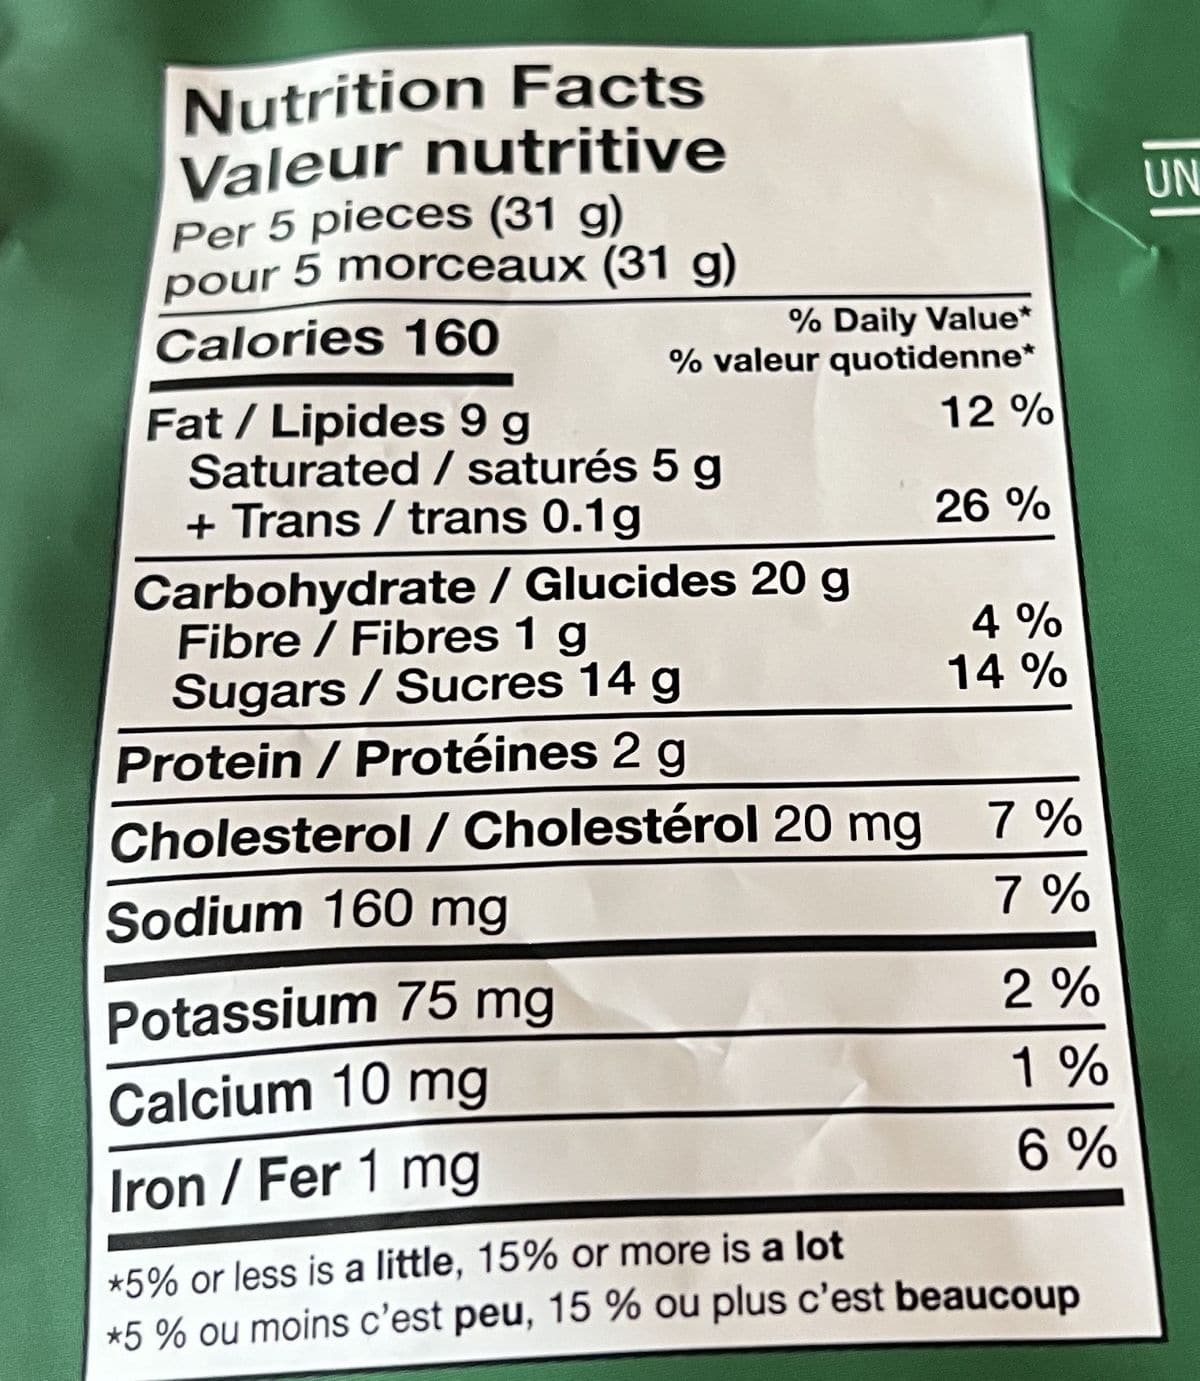 Nutrition Facts
Valeur nutritive
Per 5 pieces (31 g)
pour 5 morceaux (31 g)
Calories 160
% Daily Value*
% valeur quotidenne*
Fat / Lipides 9 g 12 %
Saturated / saturés 5 g
+ Trans / trans 0.1g 26 %
Carbohydrate / Glucides 20 g
Fibre / Fibres 1 g 4 %
Sugars / Sucres 14 g 14 %
Protein / Protéines 2 g
Cholesterol / Cholestérol 20 mg 7 %
Sodium 160 mg 7 %
Potassium 75 mg 2 %
Calcium 10 mg 1 %
Iron / Fer 1 mg 6 %
*5% or less is a little, 15% or more is a lot
*5 % ou moins c'est peu, 15 % ou plus c'est beaucoup
UN